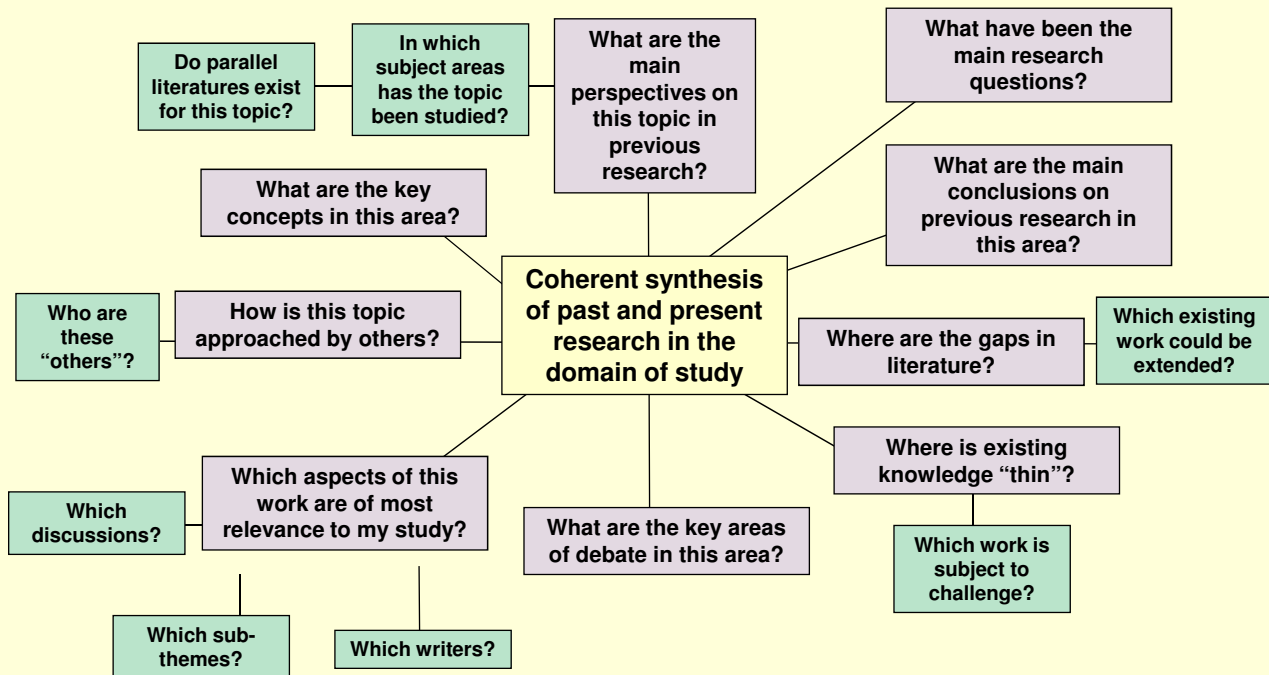 Do parallel
literatures exist
for this topic?
In which
subject areas
has the topic
been studied?
What are the
main
perspectives on
this topic in
previous
research?
What have been the
main research
questions?
What are the key
concepts in this area?
What are the main
conclusions on
previous research in
this area?
Coherent synthesis
of past and present
research in the
domain of study
Who are
these
“others”?
How is this topic
approached by others?
Where are the gaps in
literature?
Which existing
work could be
extended?
Which aspects of this
work are of most
relevance to my study?
Where is existing
knowledge “thin”?
Which
discussions?
What are the key areas
of debate in this area?
Which work is
subject to
challenge?
Which sub-
themes?
Which writers?